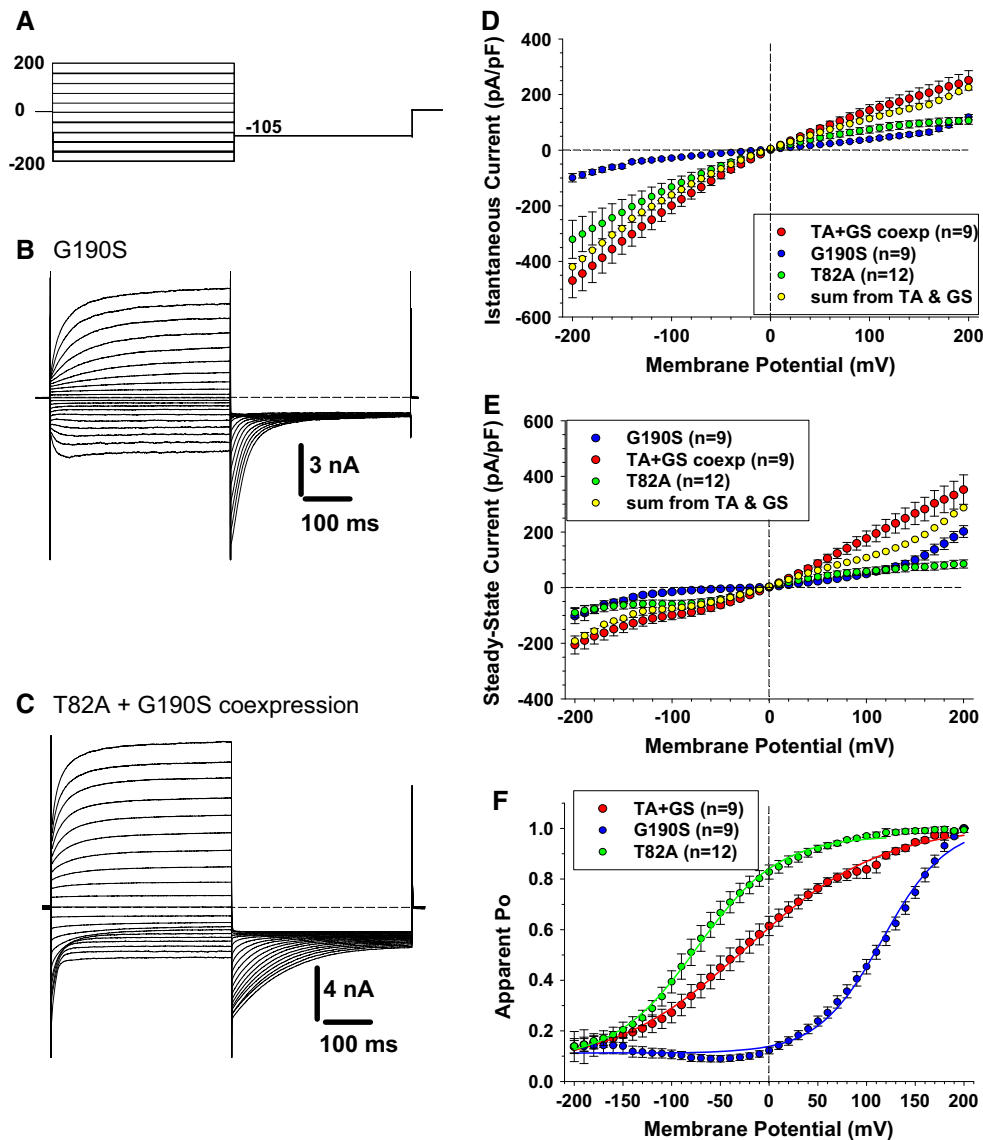 A
200
0
-200
-105
B G190S
3 nA
100 ms
C T82A + G190S coexpression
4 nA
100 ms
D
Istantaneous Current (pA/pF)
400
200
0
-200
-400
-600
TA+GS coexp (n=9)
G190S (n=9)
T82A (n=12)
sum from TA & GS
-200 -100 0 100 200
Membrane Potential (mV)
E
Steady-State Current (pA/pF)
600
400
200
0
-200
-400
G190S (n=9)
TA+GS coexp (n=9)
T82A (n=12)
sum from TA & GS
-200 -100 0 100 200
Membrane Potential (mV)
F
Apparent Po
1.0
0.8
0.6
0.4
0.2
0.0
TA+GS (n=9)
G190S (n=9)
T82A (n=12)
-200 -150 -100 -50 0 50 100 150 200
Membrane Potential (mV)